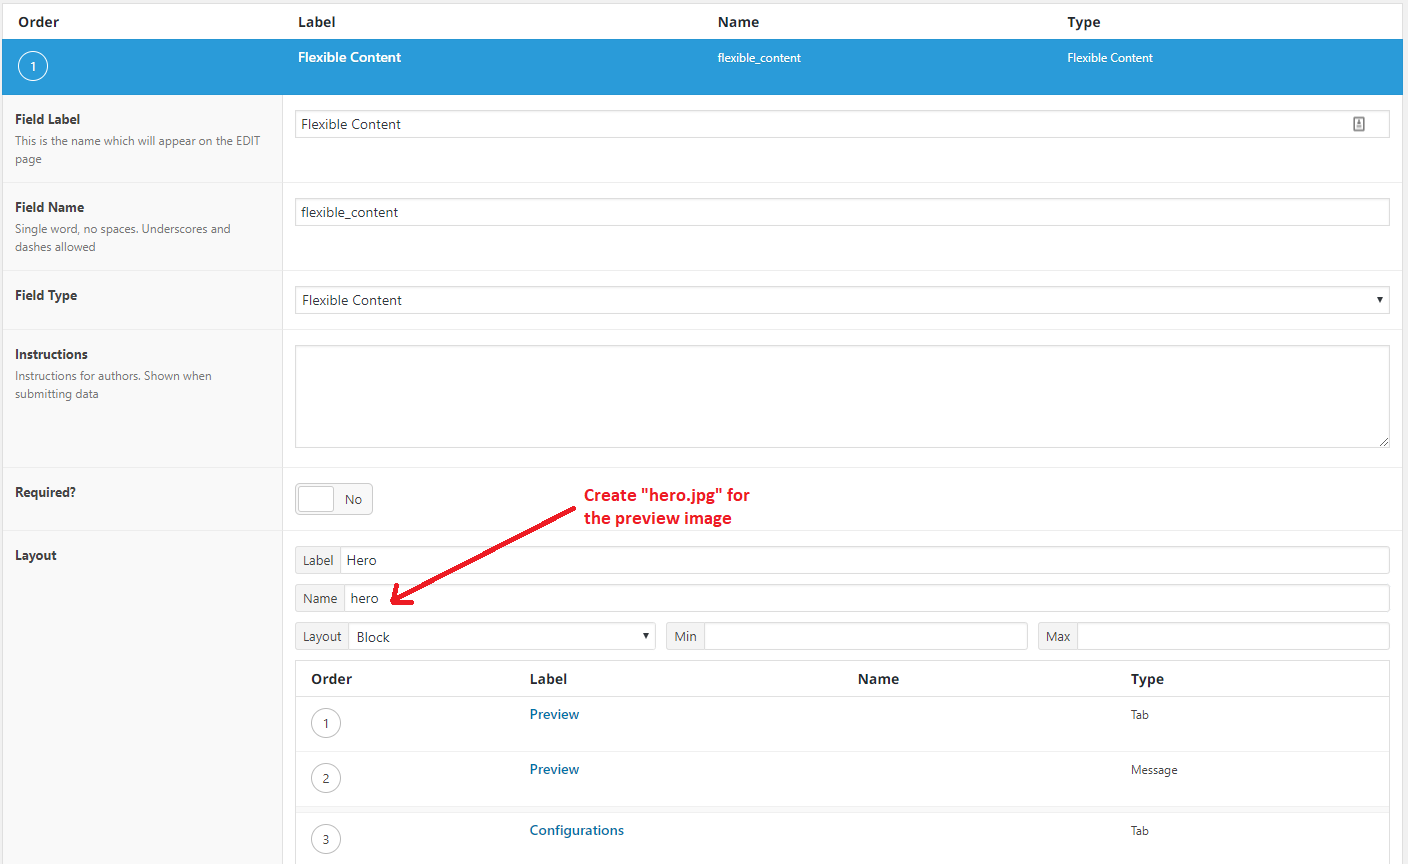 Order Label Name Type
1 Flexible Content flexible_content Flexible Content
Field Label
This is the name which will appear on the EDIT
page
Flexible Content
Field Name
Single word, no spaces. Underscores and
dashes allowed
flexible_content
Field Type
Flexible Content
Instructions
Instructions for authors. Shown when
submitting data
Required?
No
Create "hero.jpg" for
the preview image
Layout
Label Hero
Name hero
Layout Block Min Max
Order Label Name Type
1 Preview Tab
2 Preview Message
3 Configurations Tab